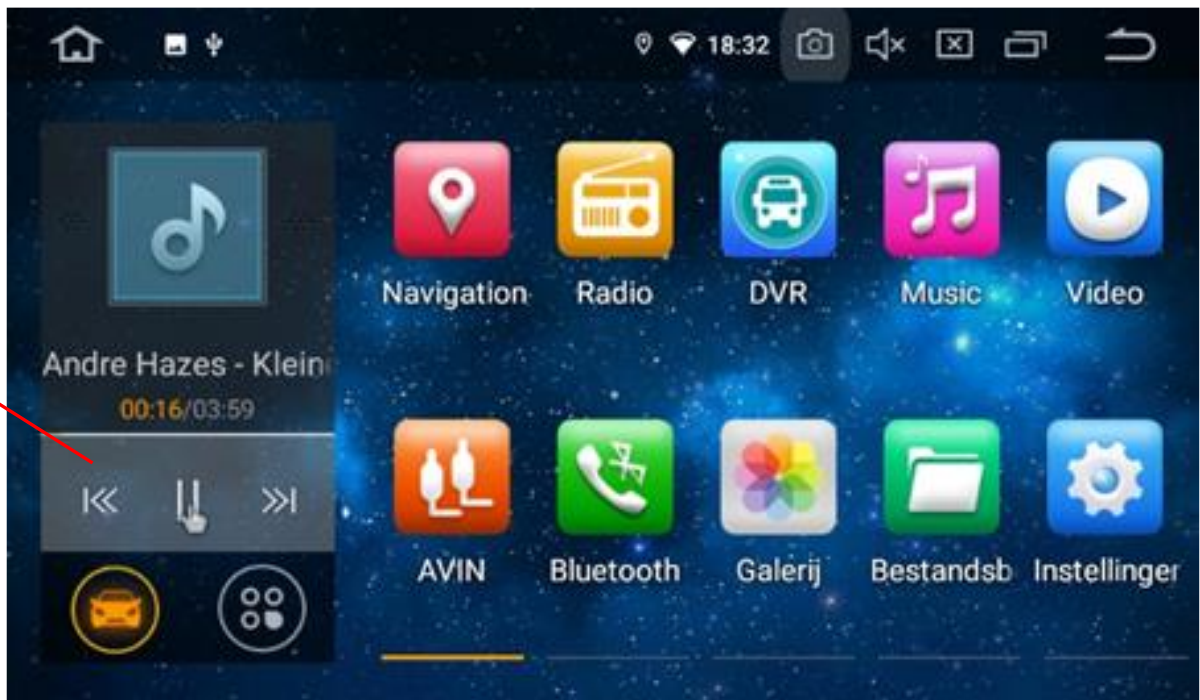 18:32
Andre Hazes - Klein
00:16/03:59
Navigation
Radio
DVR
Music
Video
AVIN
Bluetooth
Galerij
Bestandsb
Instellinger